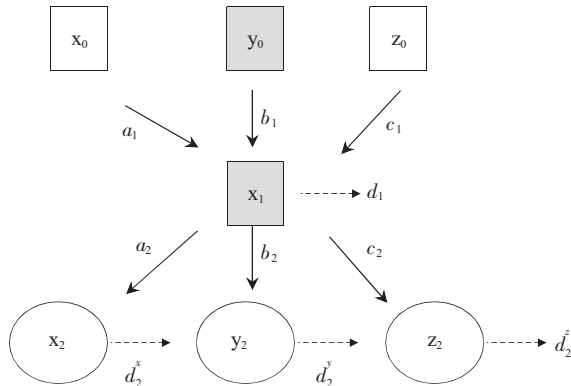 x₀ y₀ z₀
a₁ b₁ c₁
x₁ d₁
a₂ b₂ c₂
x₂ y₂ z₂
d₂ˣ d₂ʸ d₂ᶻ